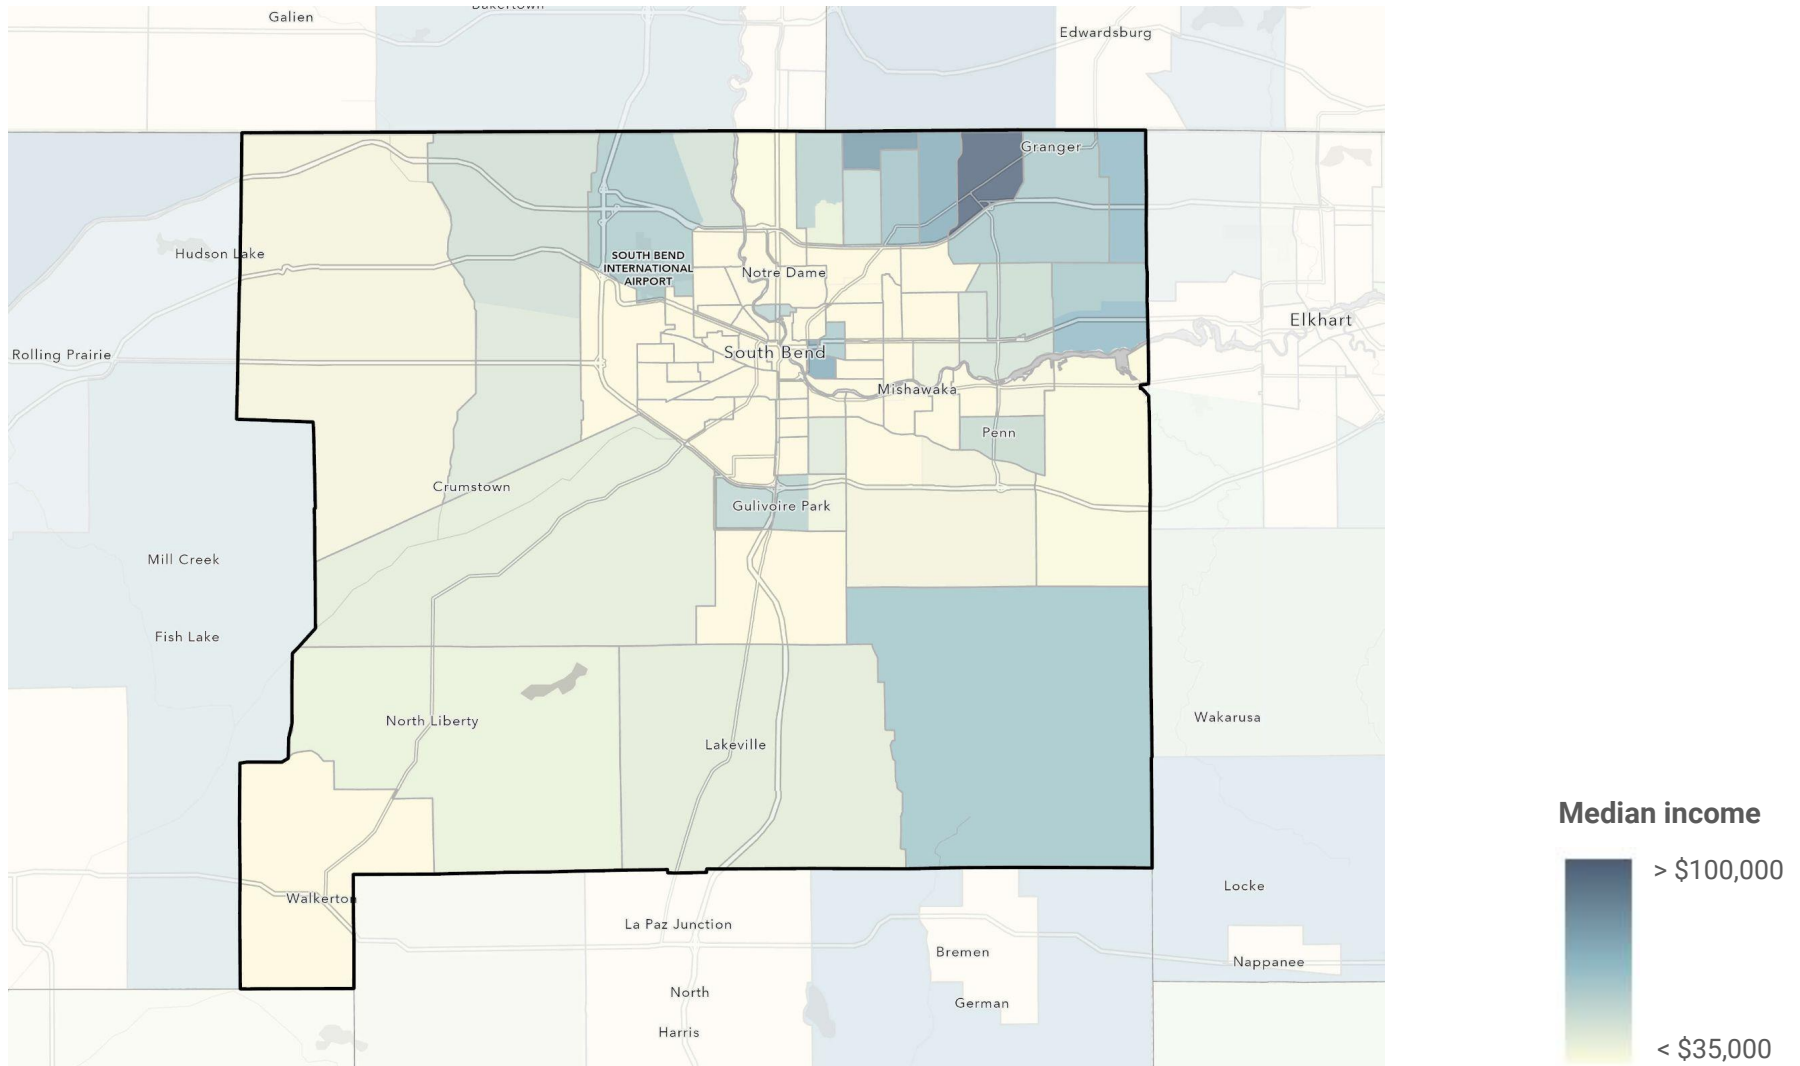 Galien
Edwardsburg
Granger
Hudson Lake
SOUTH BEND
INTERNATIONAL
AIRPORT
Notre Dame
Elkhart
Rolling Prairie
South Bend
Mishawaka
Penn
Crumstown
Gulivoire Park
Mill Creek
Fish Lake
North Liberty
Wakarusa
Lakeville
Median income
> $100,000
Locke
Walkerton
La Paz Junction
Bremen
Nappanee
North
German
Harris
< $35,000